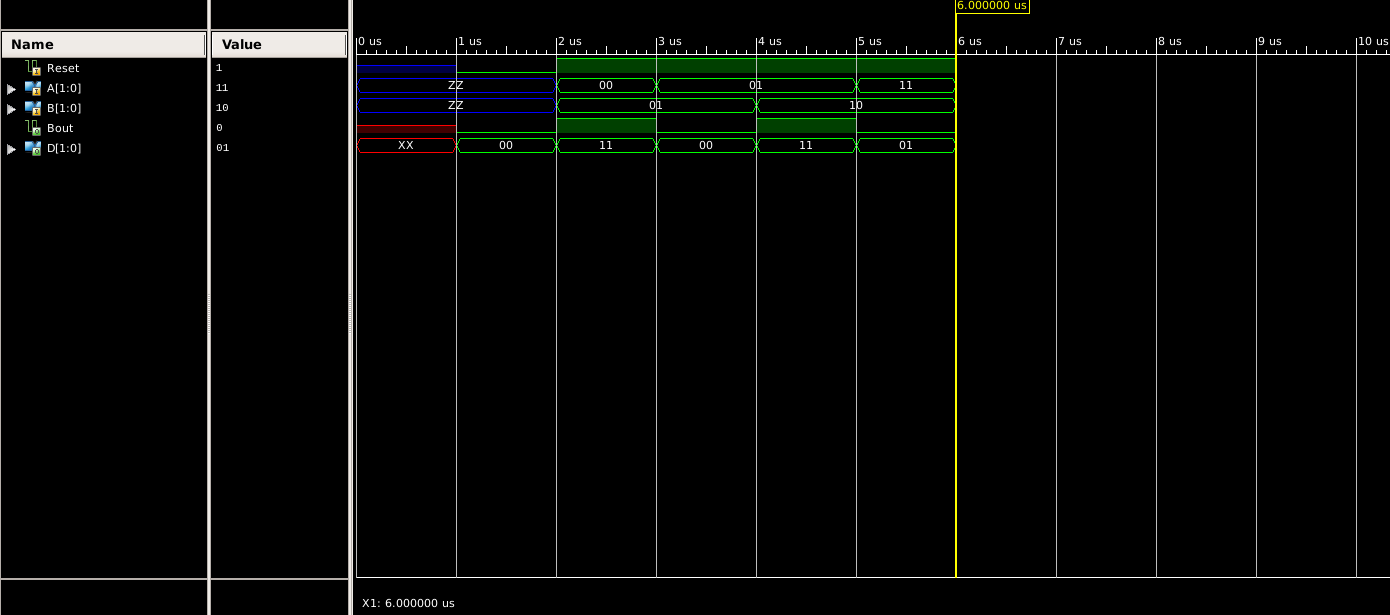 6.000000 us
Name Value 0 us 1 us 2 us 3 us 4 us 5 us 6 us 7 us 8 us 9 us 10 us
Reset 1
A[1:0] 11 ZZ 00 01 11
B[1:0] 10 ZZ 01 10
Bout 0
D[1:0] 01 XX 00 11 00 11 01
X1: 6.000000 us